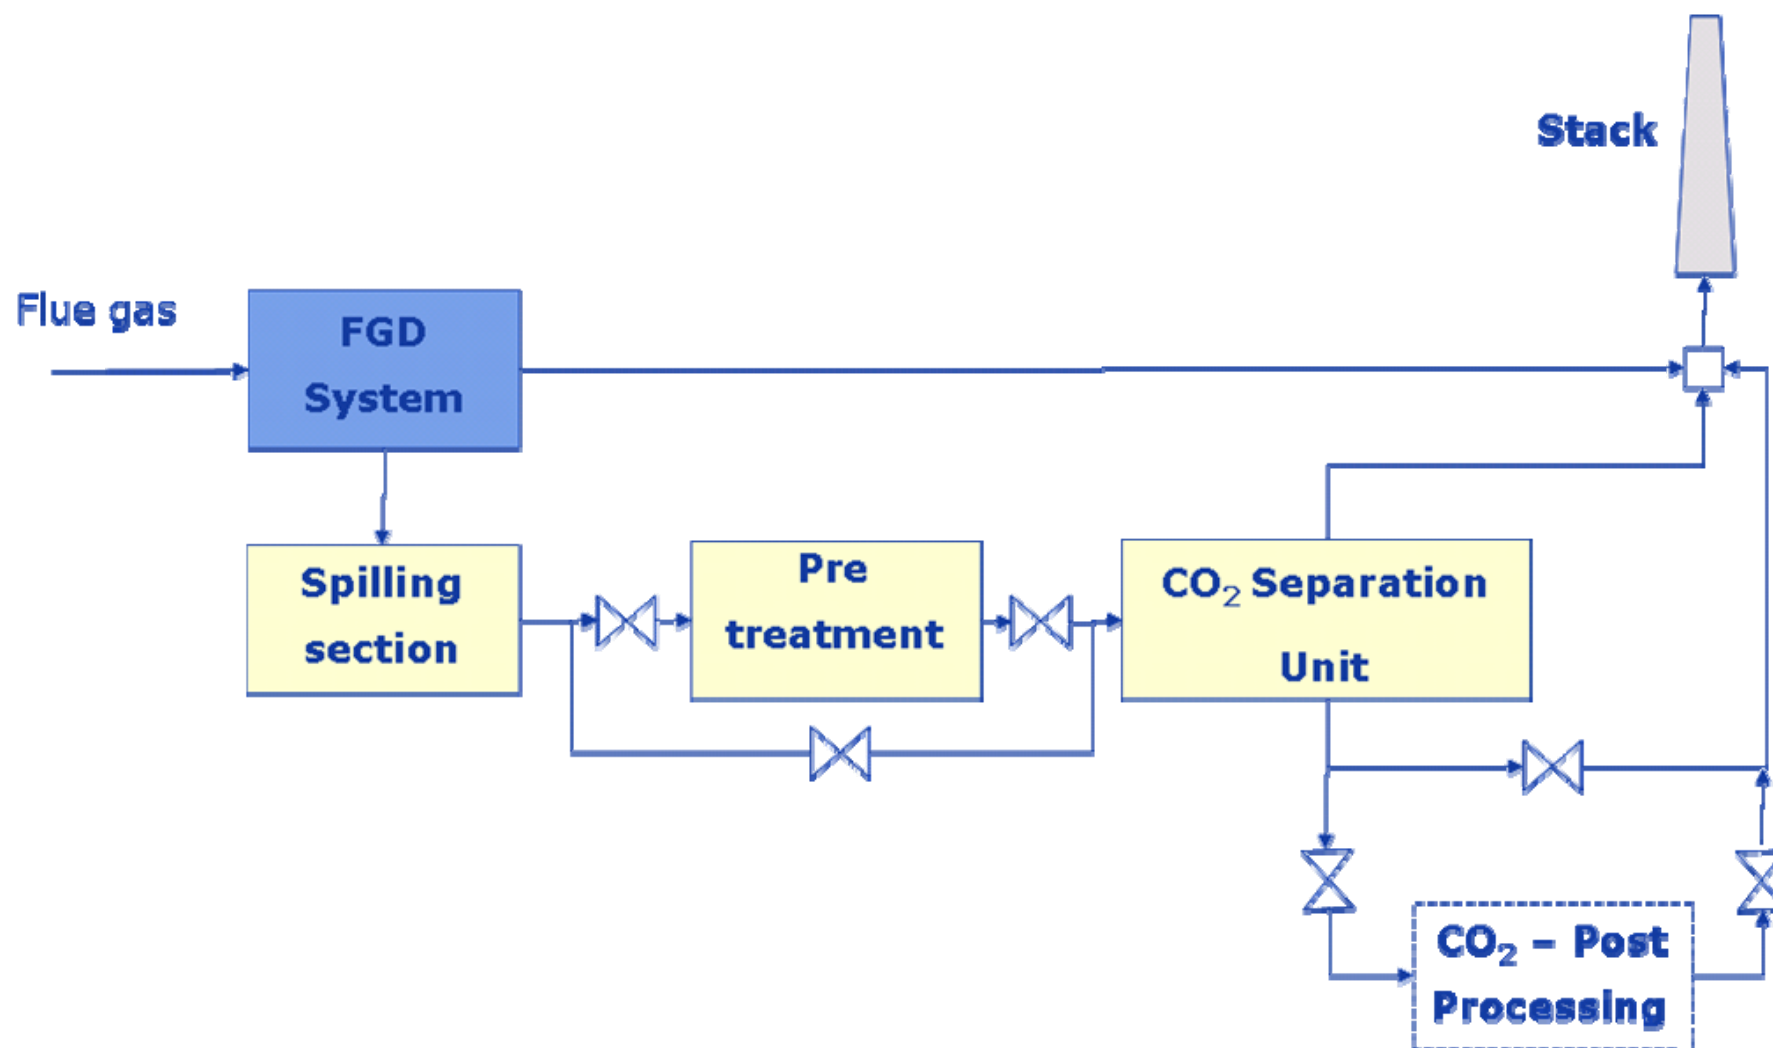 Stack
Flue gas
FGD
System
Spilling
section
Pre
treatment
CO₂ Separation
Unit
CO₂ – Post
Processing